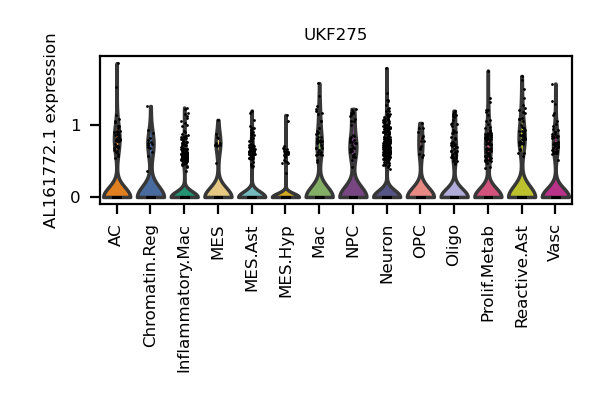 UKF275
AL161772.1 expression
1
0
AC
Chromatin.Reg
Inflammatory.Mac
MES
MES.Ast
MES.Hyp
Mac
NPC
Neuron
OPC
Oligo
Prolif.Metab
Reactive.Ast
Vasc